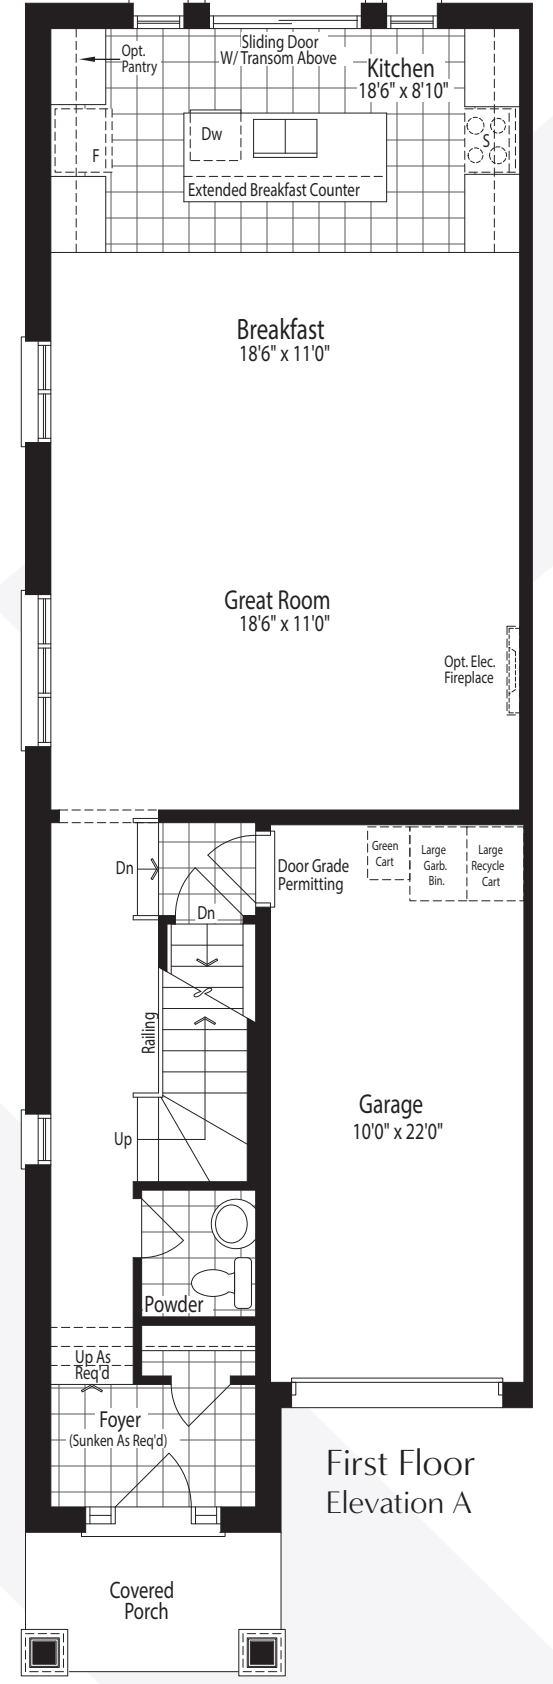 Opt.
Pantry
Sliding Door
W/ Transom Above
Kitchen
18'6" x 8'10"
F
Dw
S
Extended Breakfast Counter
Breakfast
18'6" x 11'0"
Great Room
18'6" x 11'0"
Opt. Elec.
Fireplace
Dn
Dn
Door Grade
Permitting
Green
Cart
Large
Garb.
Bin.
Large
Recycle
Cart
Railing
Up
Garage
10'0" x 22'0"
Powder
Up As
Req'd
Foyer
(Sunken As Req'd)
First Floor
Elevation A
Covered
Porch